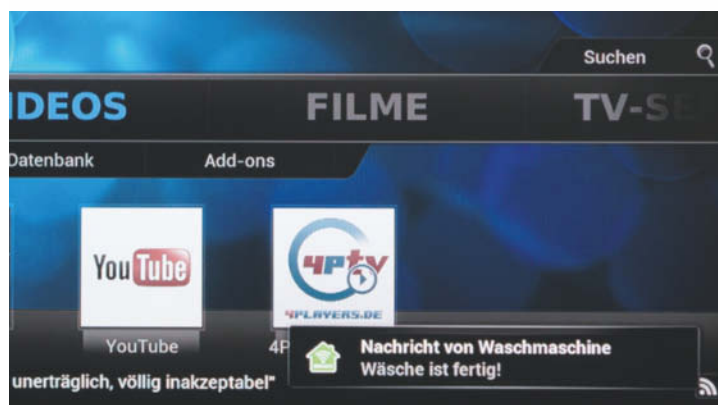 Suchen
IDEOS FILME TV-SE
Datenbank Add-ons
YouTube
4PTV
4PLAYERS.DE
YouTube 4P
Nachricht von Waschmaschine
Wäsche ist fertig!
unerträglich, völlig inakzeptabel"